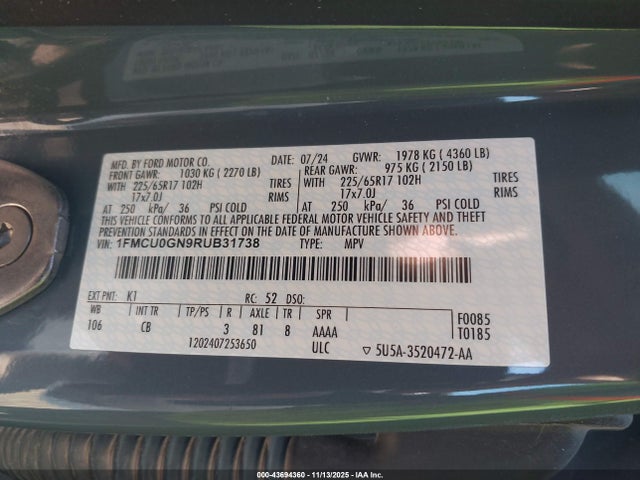 MFD. BY FORD MOTOR CO. 07/24 GVWR: 1978 KG ( 4360 LB)
FRONT GAWR: 1030 KG ( 2270 LB) REAR GAWR: 975 KG ( 2150 LB)
WITH 225/65R17 102H TIRES WITH 225/65R17 102H TIRES
17x7.0J RIMS 17x7.0J RIMS
AT 250 kPa/ 36 PSI COLD AT 250 kPa/ 36 PSI COLD
THIS VEHICLE CONFORMS TO ALL APPLICABLE FEDERAL MOTOR VEHICLE SAFETY AND THEFT
PREVENTION STANDARDS IN EFFECT ON THE DATE OF MANUFACTURE SHOWN ABOVE.
VIN: 1FMCU0GN9RUB31738 TYPE: MPV
EXT PNT: K1 RC: 52 DSO:
WB INT TR TP/PS R AXLE TR SPR F0085
106 CB 3 81 8 AAAA T0185
1202407253650 ULC ▽ 5U5A-3520472-AA
00-43694360 - 11/13/2025 - IAA Inc.